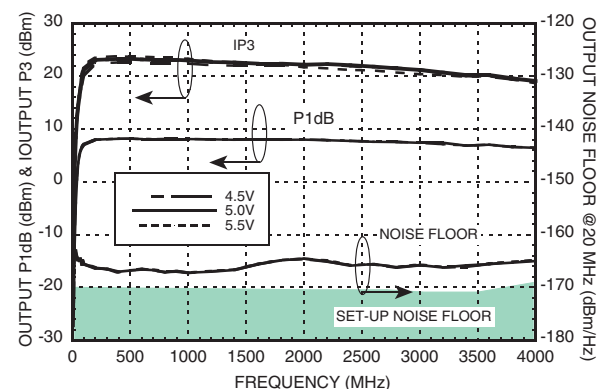 OUTPUT P1dB (dBm) & IOUTPUT P3 (dBm)
30
20
10
0
-10
-20
-30
IP3
P1dB
4.5V
5.0V
5.5V
NOISE FLOOR
SET-UP NOISE FLOOR
-120
-130
-140
-150
-160
-170
-180
OUTPUT NOISE FLOOR @20 MHz (dBm/Hz)
0 500 1000 1500 2000 2500 3000 3500 4000
FREQUENCY (MHz)